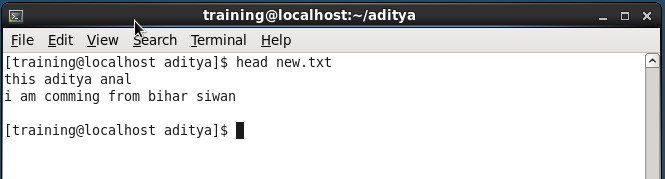 training@localhost:~/aditya
File Edit View Search Terminal Help
[training@localhost aditya]$ head new.txt
this aditya anal
i am comming from bihar siwan
[training@localhost aditya]$